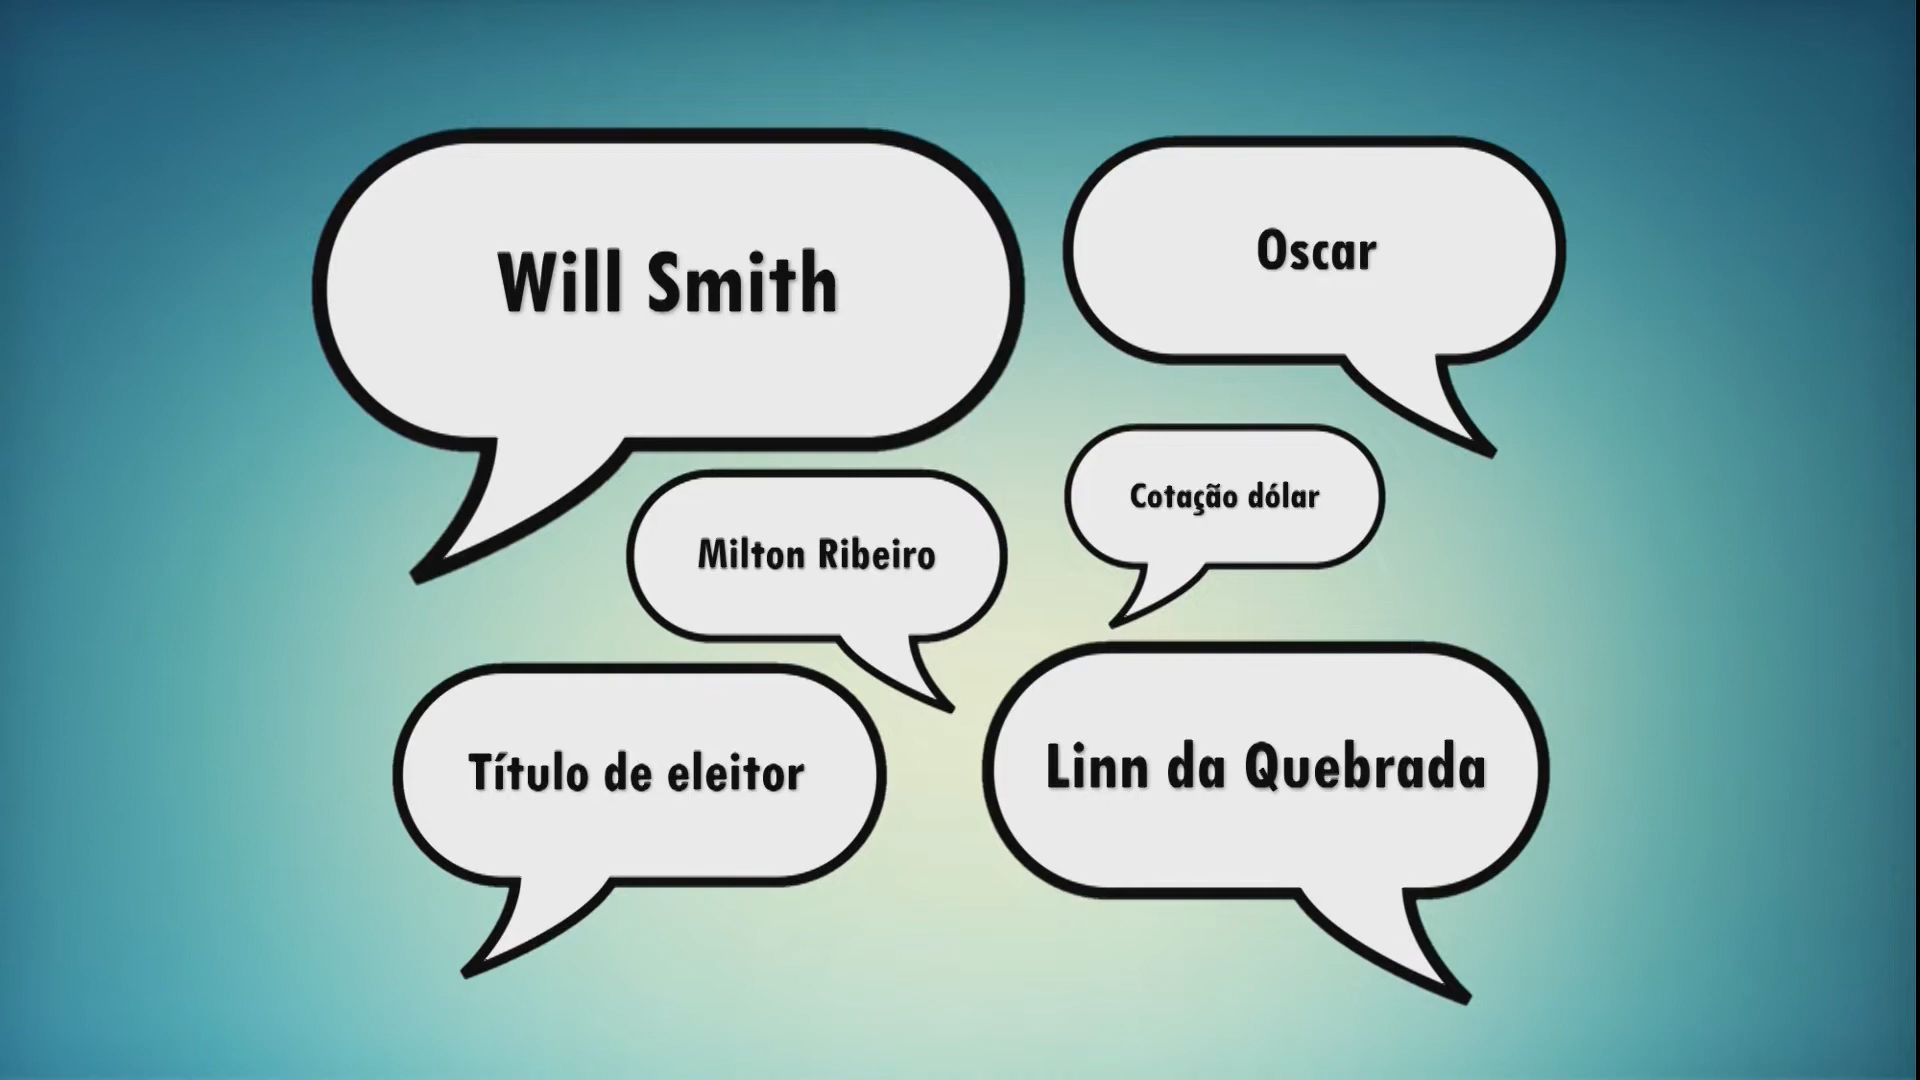 Will Smith
Oscar
Cotação dólar
Milton Ribeiro
Título de eleitor
Linn da Quebrada